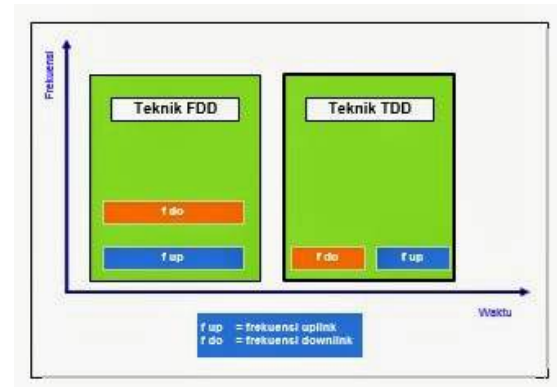 Frekuensi
Teknik FDD
Teknik TDD
f do
f up
f do
f up
Waktu
f up = frekuensi uplink
f do = frekuensi downlink